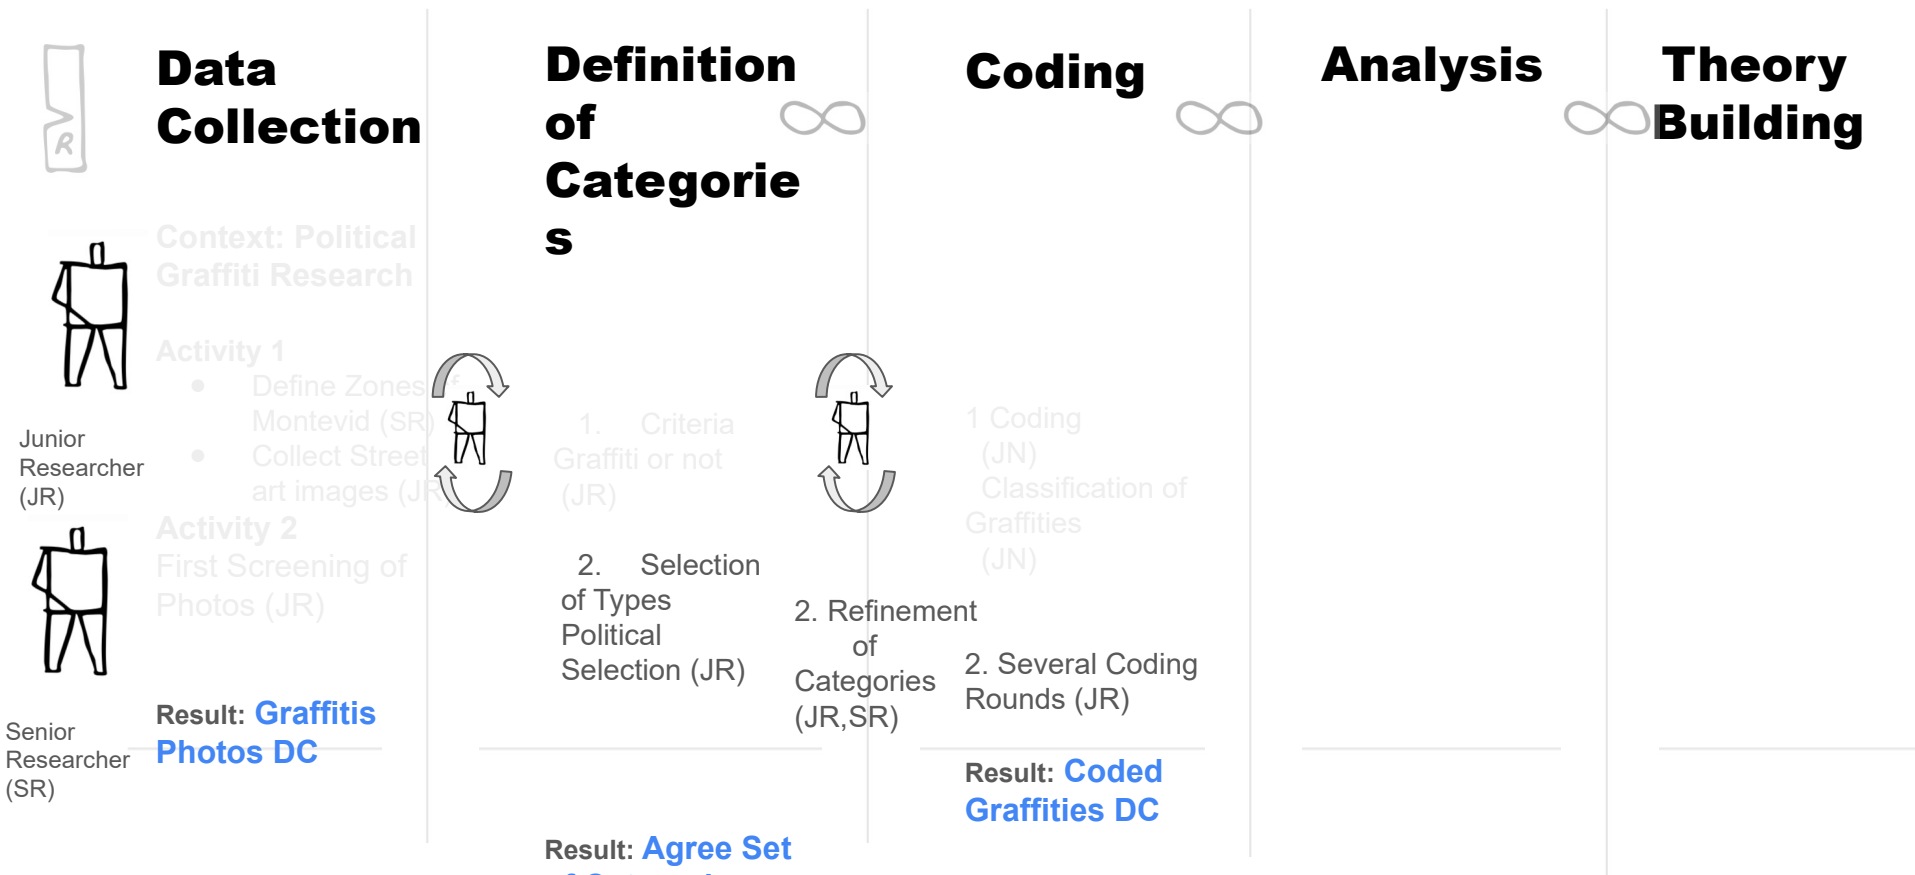 Data
Collection
Definition
of
Categorie
s
Coding
Analysis
Theory
Building
R
Junior
Researcher
(JR)
Senior
Researcher
(SR)
Context: Political
Graffiti Research
Activity 1
● Define Zones of
Montevid (SR)
● Collect Street
art images (JR)
Activity 2
First Screening of
Photos (JR)
Result: Graffitis
Photos DC
1. Criteria
Graffiti or not
(JR)
2. Selection
of Types
Political
Selection (JR)
Result: Agree Set
2. Refinement
of
Categories
(JR,SR)
1 Coding
(JN)
Classification of
Graffities
(JN)
2. Several Coding
Rounds (JR)
Result: Coded
Graffities DC